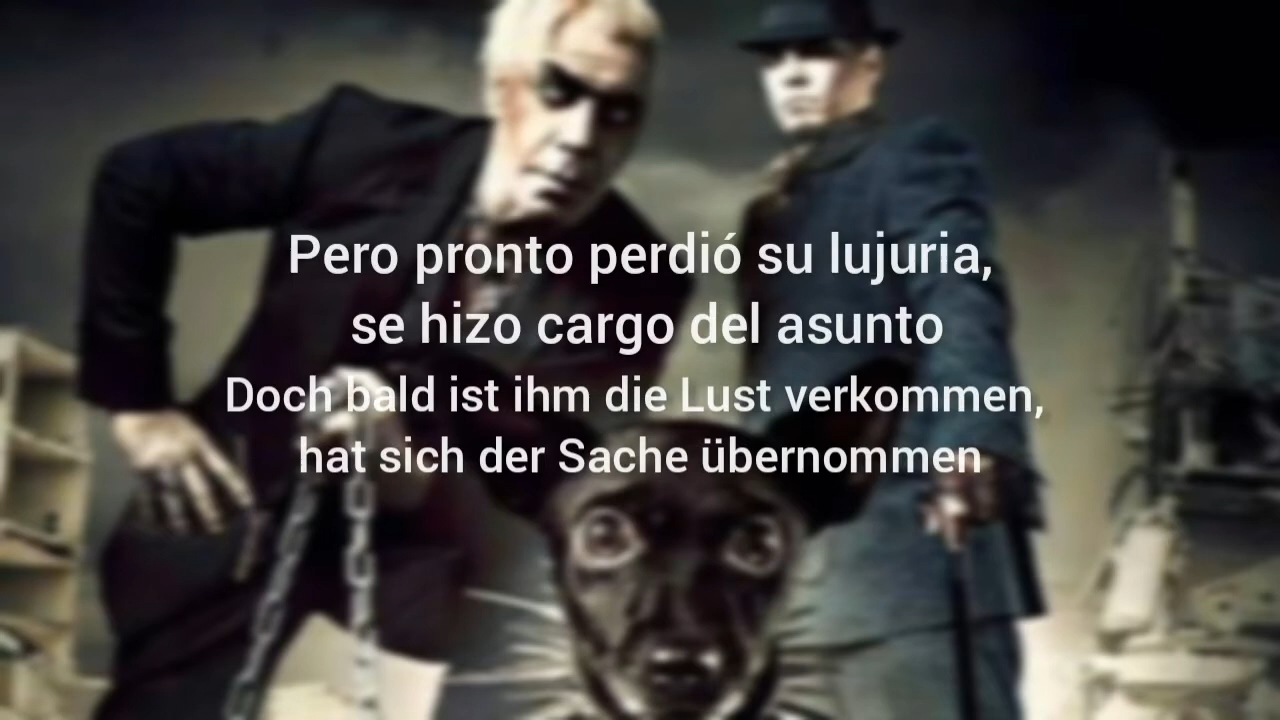 Pero pronto perdió su lujuria,
se hizo cargo del asunto
Doch bald ist ihm die Lust verkommen,
hat sich der Sache übernommen